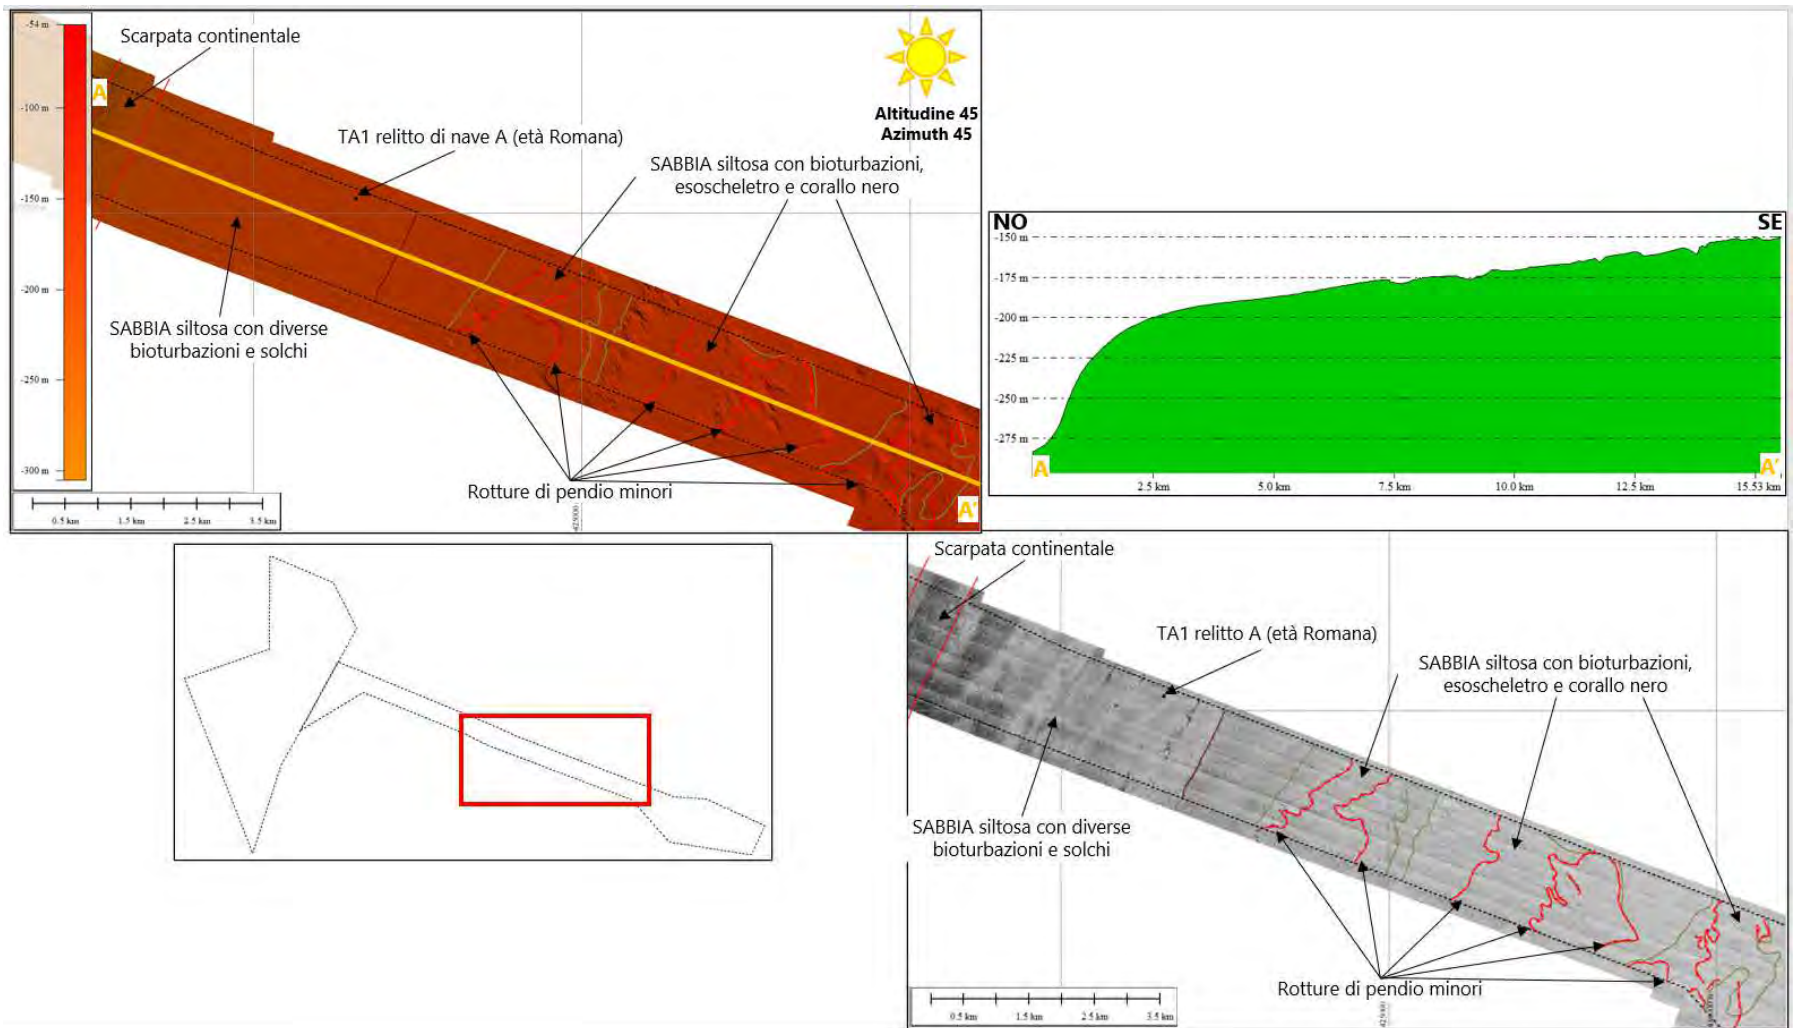 -54 m
-100 m
-150 m
-200 m
-250 m
-300 m
Scarpata continentale
A
TA1 relitto di nave A (età Romana)
Altitudine 45
Azimuth 45
SABBIA siltosa con bioturbazioni,
esoscheletro e corallo nero
SABBIA siltosa con diverse
bioturbazioni e solchi
Rotture di pendio minori
A'
0.5 km 1.5 km 2.5 km 3.5 km
425000
NO SE
-150 m
-175 m
-200 m
-225 m
-250 m
-275 m
A A'
2.5 km 5.0 km 7.5 km 10.0 km 12.5 km 15.53 km
Scarpata continentale
TA1 relitto A (età Romana)
SABBIA siltosa con bioturbazioni,
esoscheletro e corallo nero
SABBIA siltosa con diverse
bioturbazioni e solchi
Rotture di pendio minori
0.5 km 1.5 km 2.5 km 3.5 km
425000